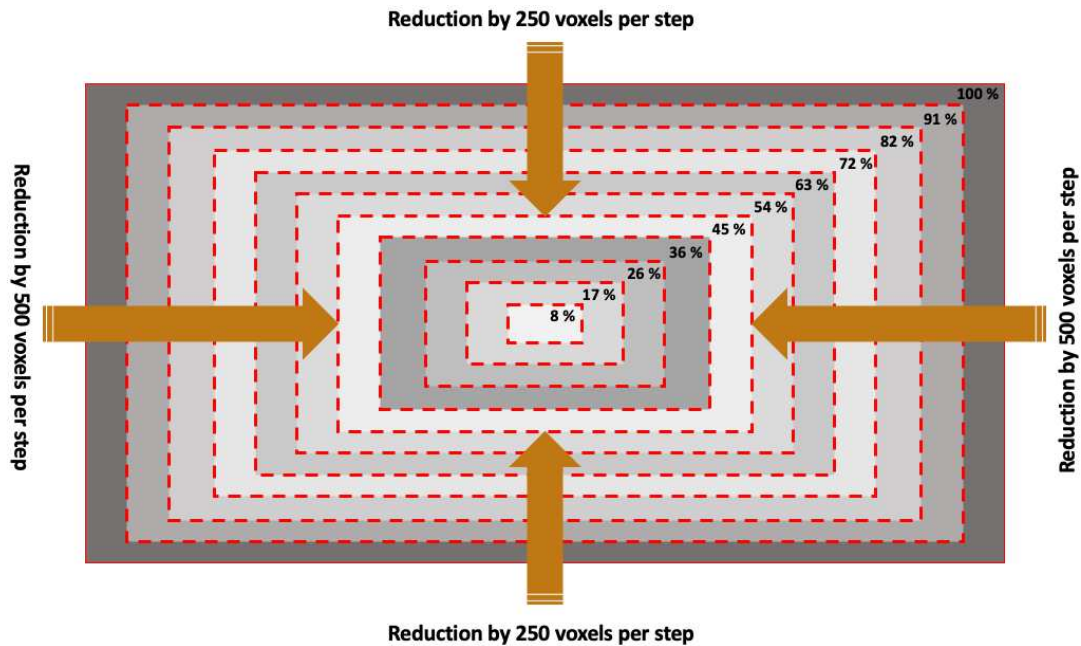 Reduction by 250 voxels per step
100 %
91 %
82 %
72 %
63 %
54 %
45 %
36 %
26 %
17 %
8 %
Reduction by 500 voxels per step
Reduction by 500 voxels per step
Reduction by 250 voxels per step